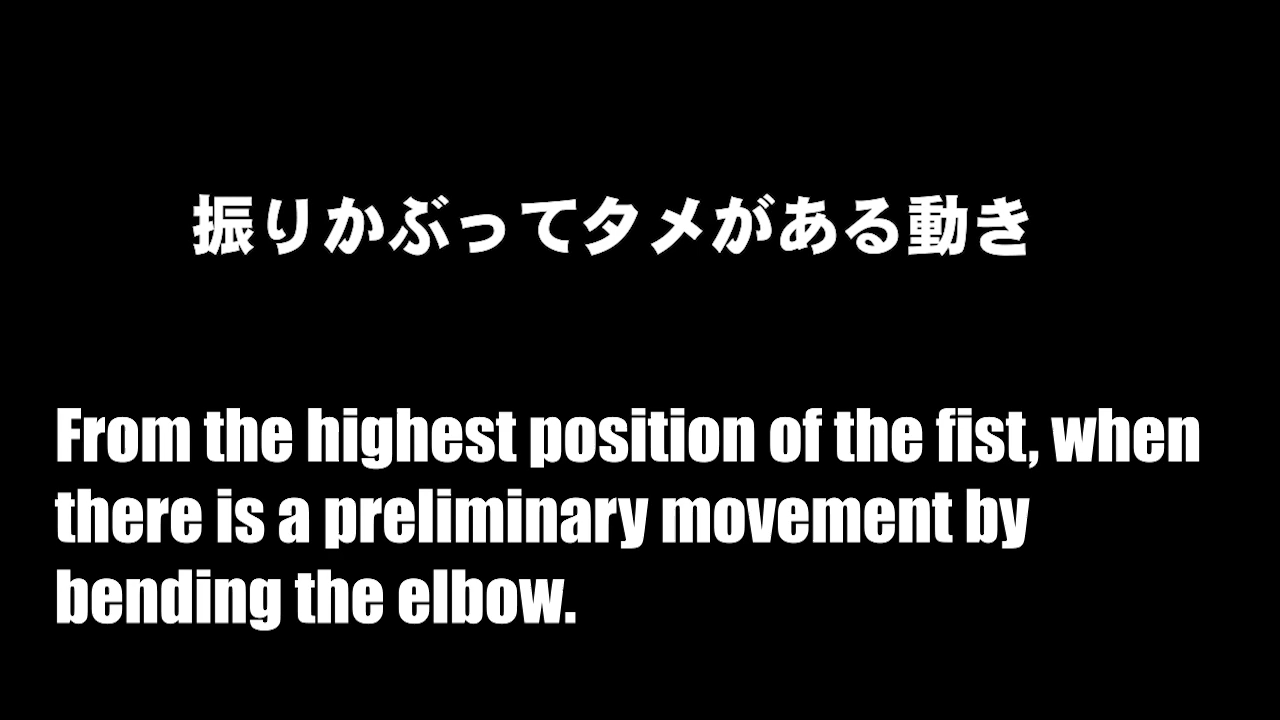 振りかぶってタメがある動き
From the highest position of the fist, when
there is a preliminary movement by
bending the elbow.